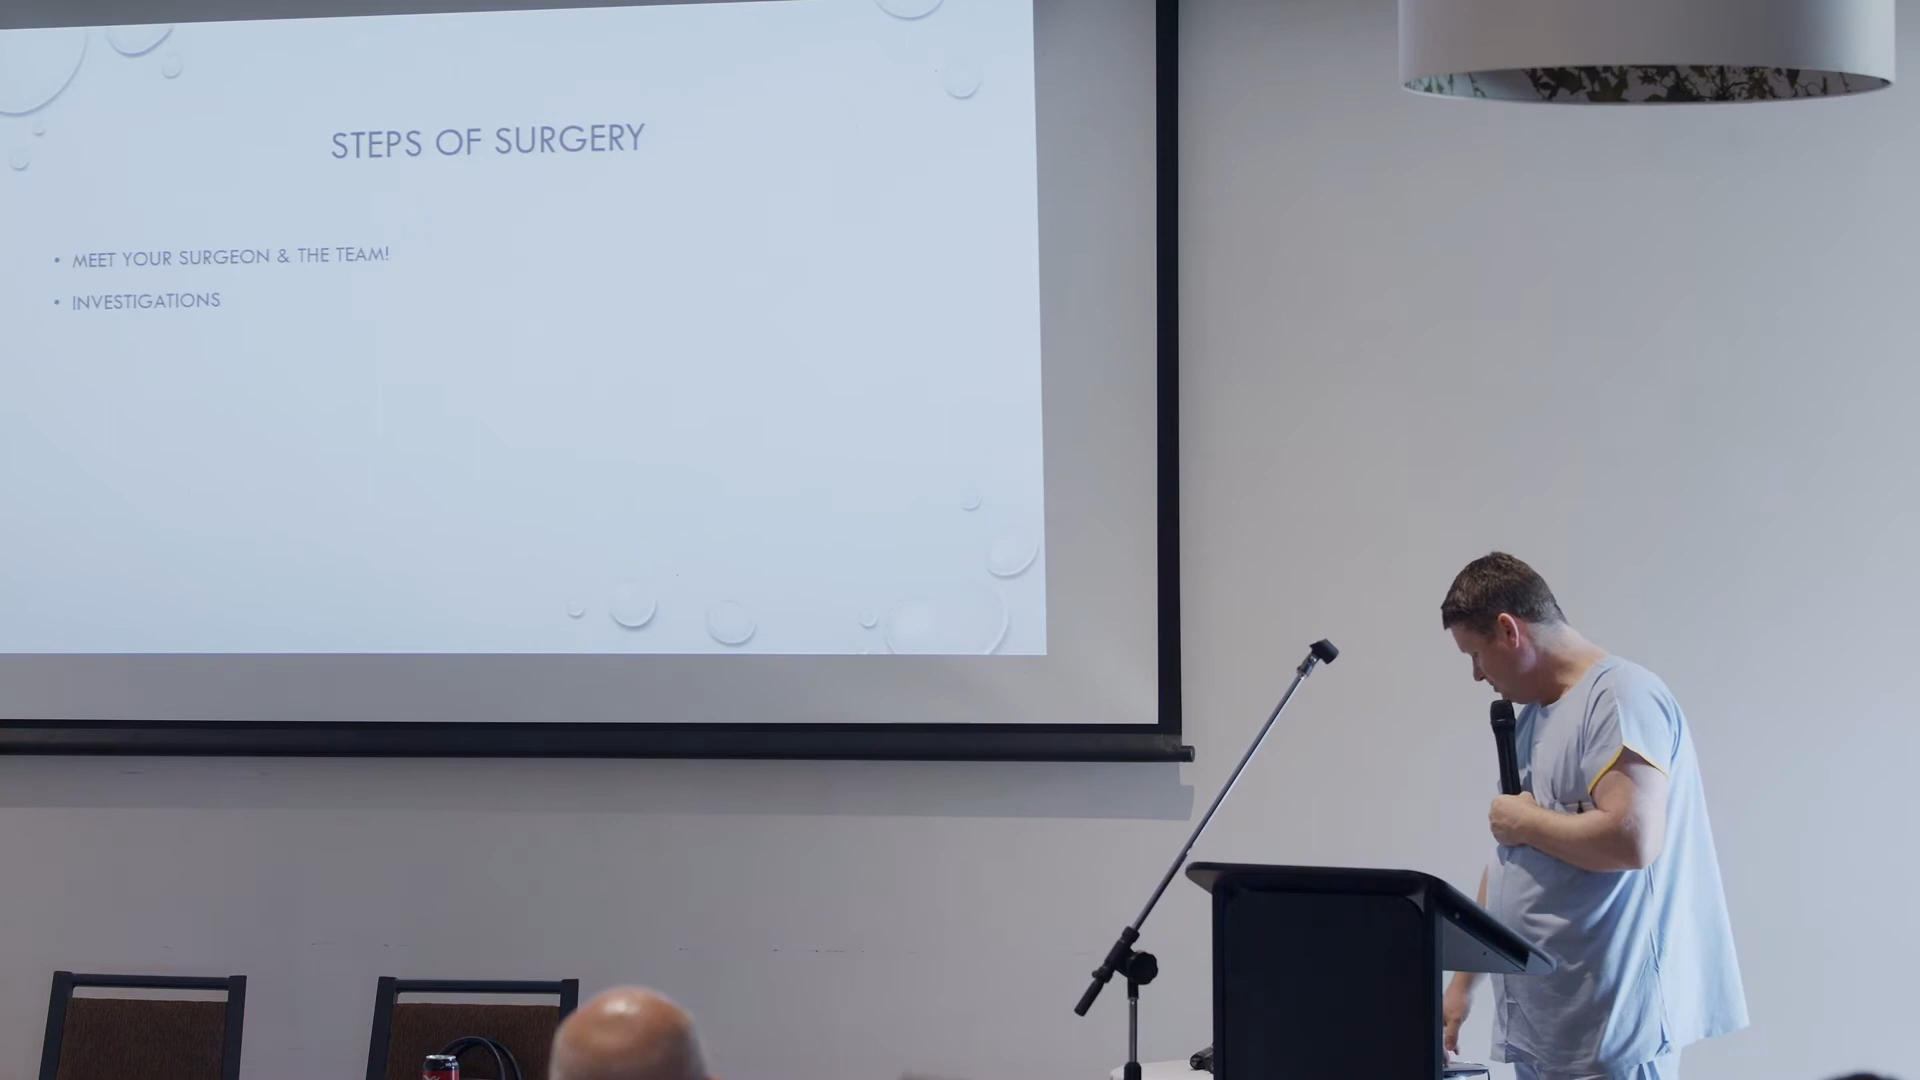 STEPS OF SURGERY
• MEET YOUR SURGEON & THE TEAM!
• INVESTIGATIONS